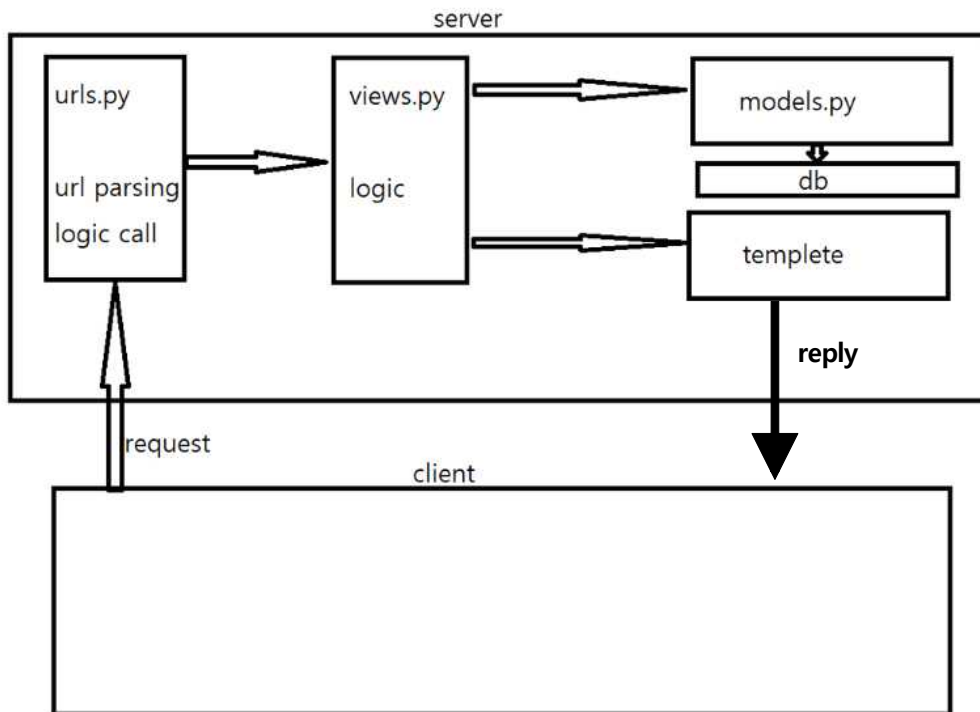 server
urls.py
url parsing
logic call
views.py
logic
models.py
db
templete
reply
request
client